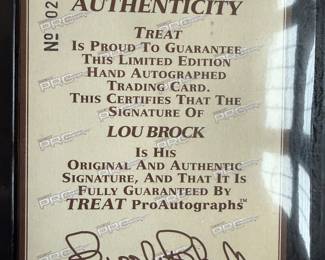 AUTHENTICITY
Nº 02
TREAT
IS PROUD TO GUARANTEE
THIS LIMITED EDITION
HAND AUTOGRAPHED
TRADING CARD.
THIS CERTIFIES THAT THE
SIGNATURE OF
LOU BROCK
IS HIS
ORIGINAL AND AUTHENTIC
SIGNATURE, AND THAT IT IS
FULLY GUARANTEED BY
TREAT ProAutographs™